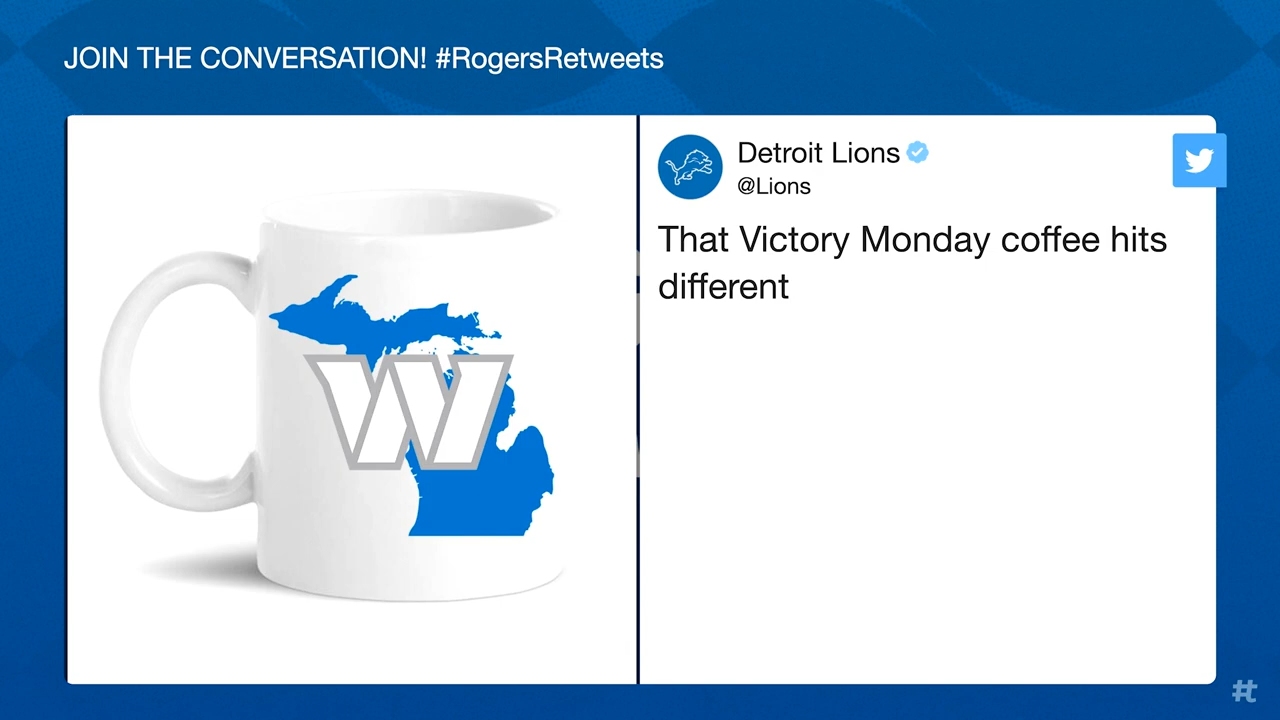 JOIN THE CONVERSATION! #RogersRetweets
Detroit Lions
@Lions
That Victory Monday coffee hits
different
W